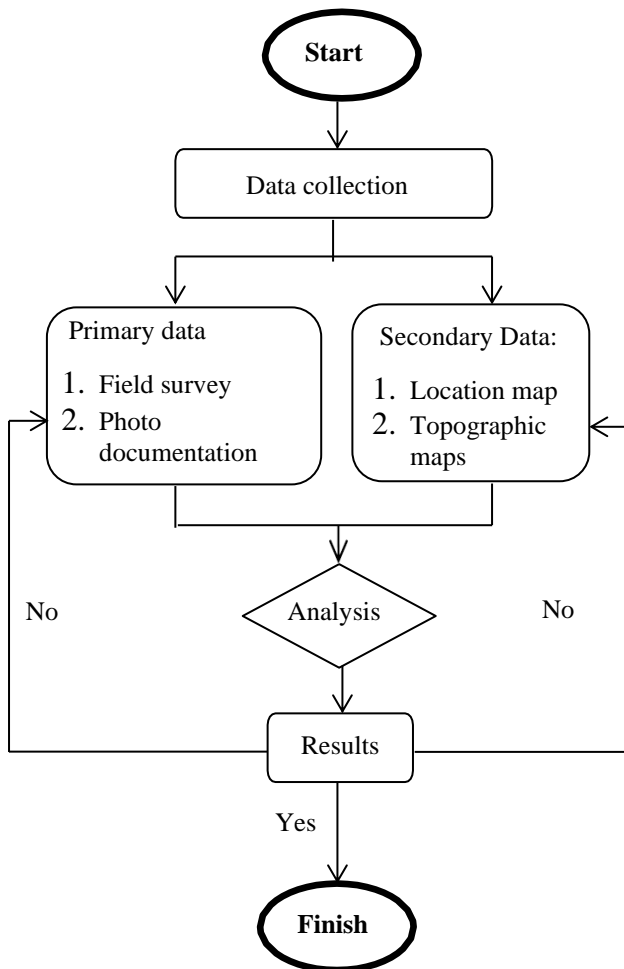 Start
Data collection
Primary data
1. Field survey
2. Photo
documentation
Secondary Data:
1. Location map
2. Topographic
maps
No
Analysis
No
Results
Yes
Finish